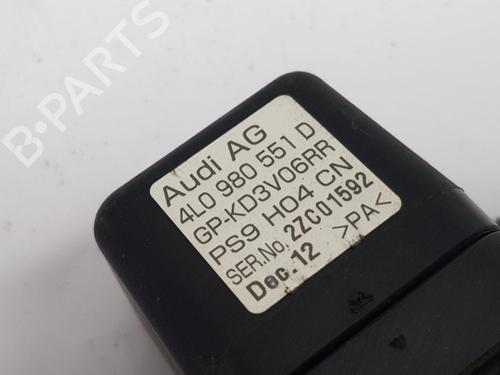 B-PARTS
Audi AG
4L0 980 551 D
GP-KD3V06RR
PS9 H04 CN
SER.No. 2ZC01592
Dec. 12 >PA<